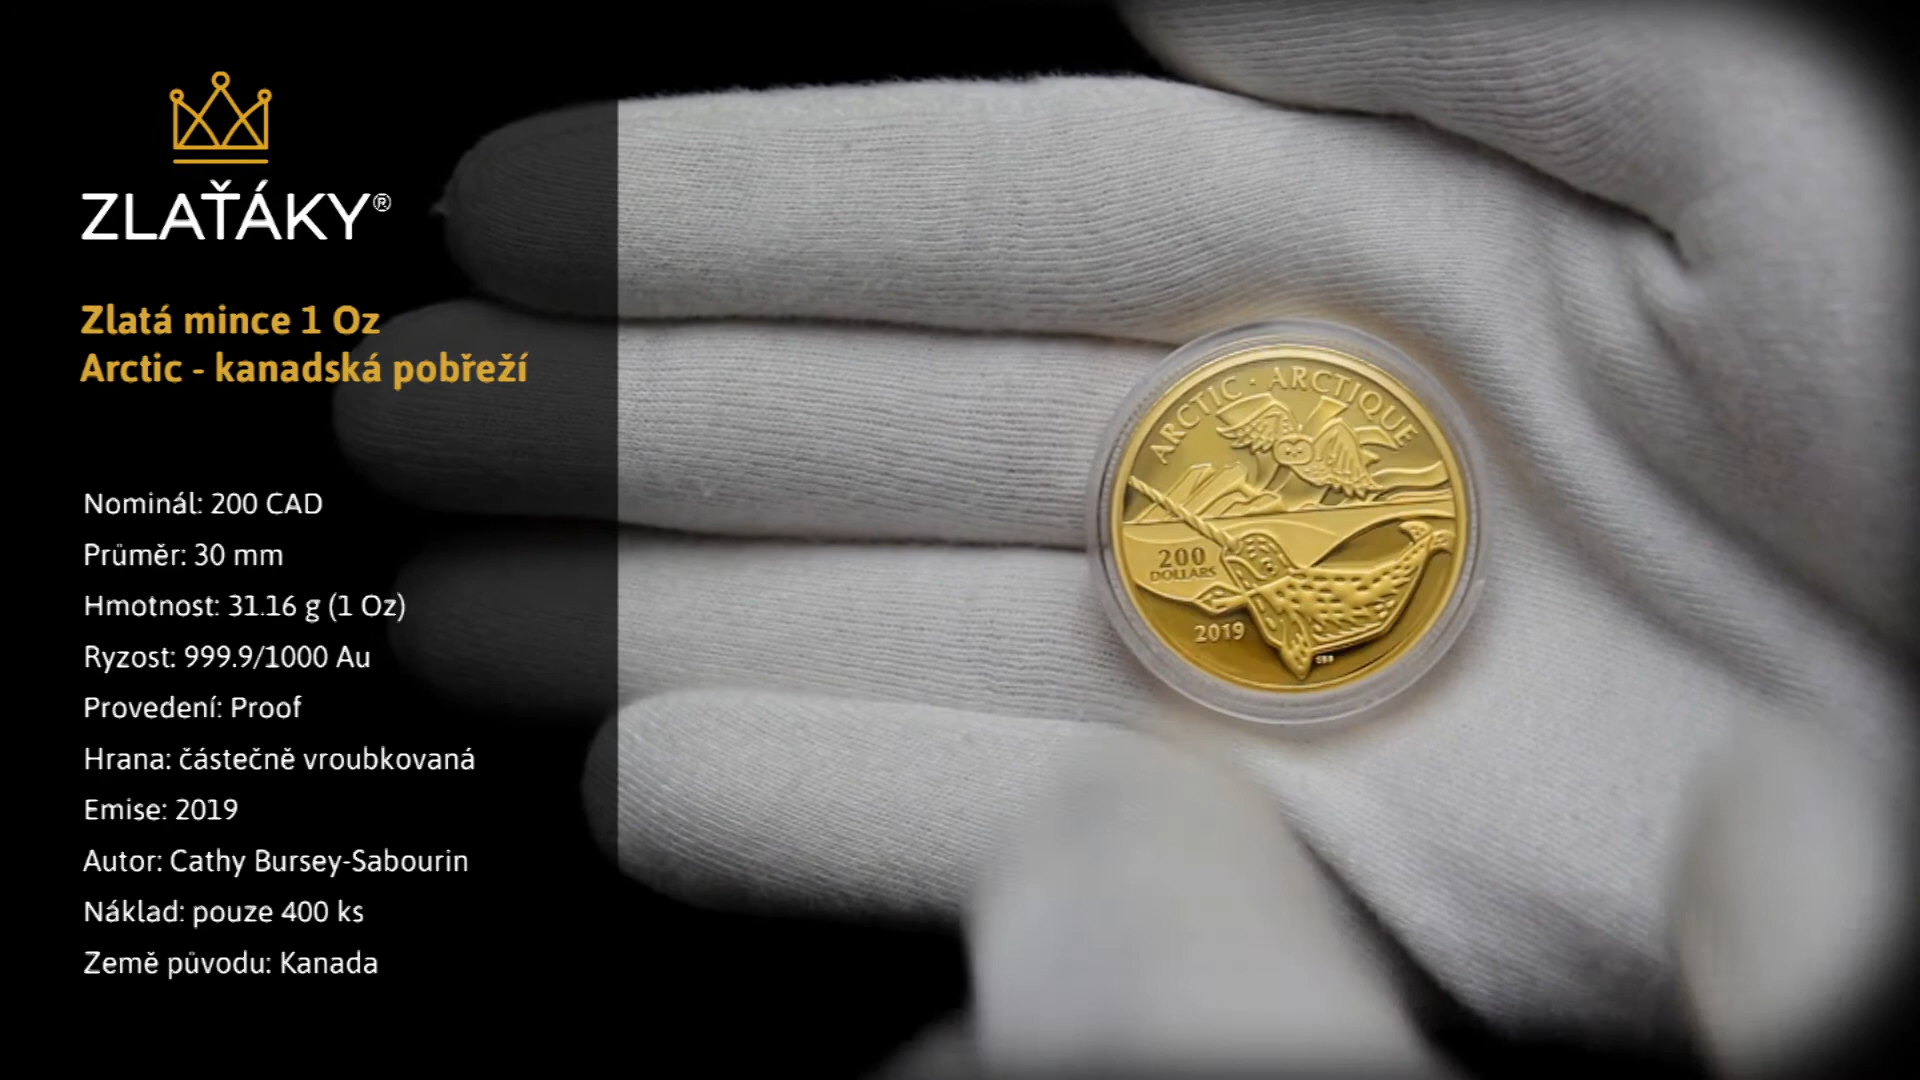 ZLAŤÁKY®
Zlatá mince 1 Oz
Arctic - kanadská pobřeží
Nominál: 200 CAD
Průměr: 30 mm
Hmotnost: 31.16 g (1 Oz)
Ryzost: 999.9/1000 Au
Provedení: Proof
Hrana: částečně vroubkovaná
Emise: 2019
Autor: Cathy Bursey-Sabourin
Náklad: pouze 400 ks
Země původu: Kanada
ARCTIC · ARCTIQUE
200
DOLLARS
2019